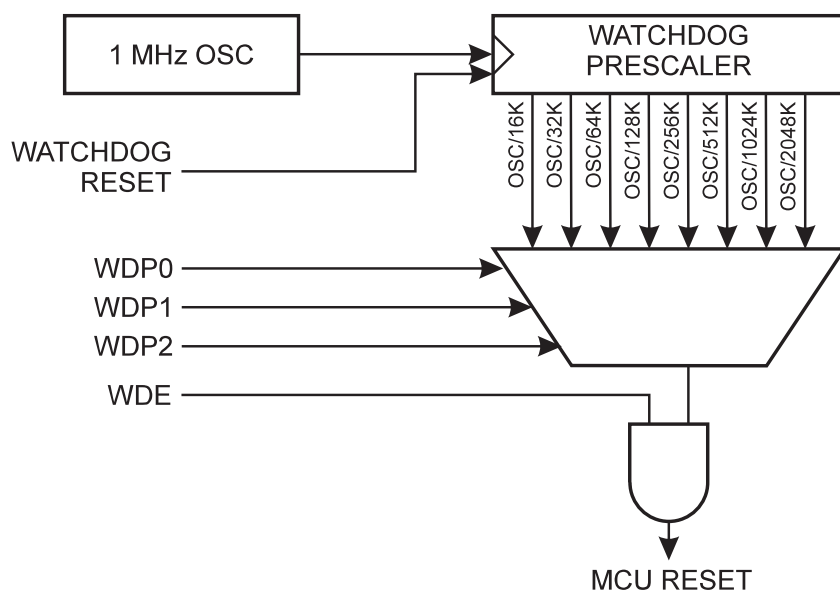 1 MHz OSC
WATCHDOG
PRESCALER
WATCHDOG
RESET
OSC/16K
OSC/32K
OSC/64K
OSC/128K
OSC/256K
OSC/512K
OSC/1024K
OSC/2048K
WDP0
WDP1
WDP2
WDE
MCU RESET